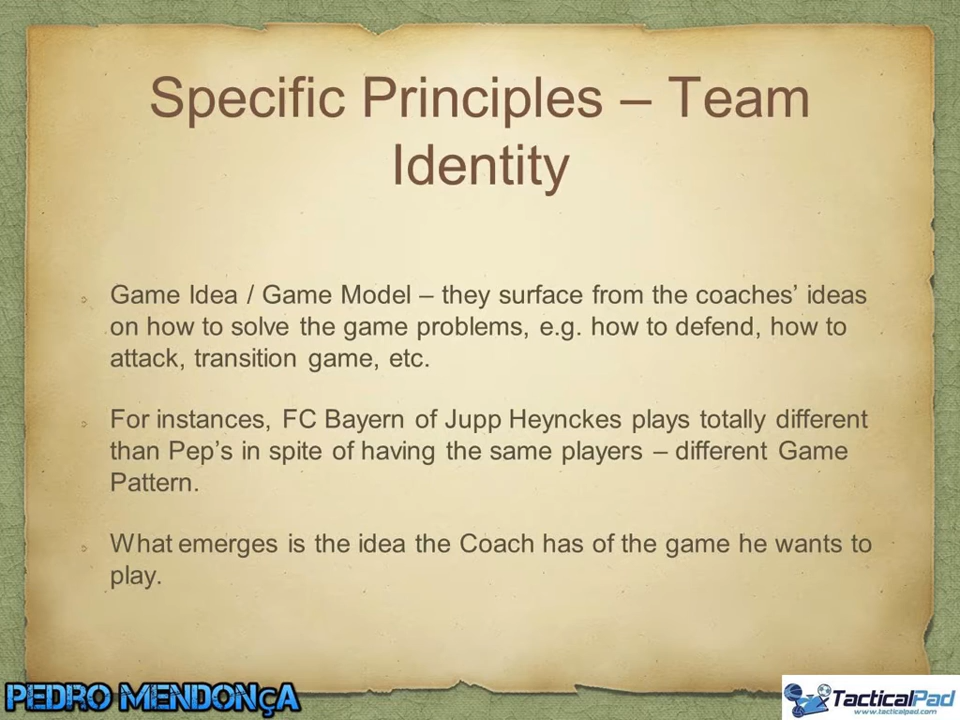 Specific Principles – Team
Identity
Game Idea / Game Model – they surface from the coaches’ ideas
on how to solve the game problems, e.g. how to defend, how to
attack, transition game, etc.
For instances, FC Bayern of Jupp Heynckes plays totally different
than Pep’s in spite of having the same players – different Game
Pattern.
What emerges is the idea the Coach has of the game he wants to
play.
PEDRO MENDONÇA
TacticalPad
www.tacticalpad.com